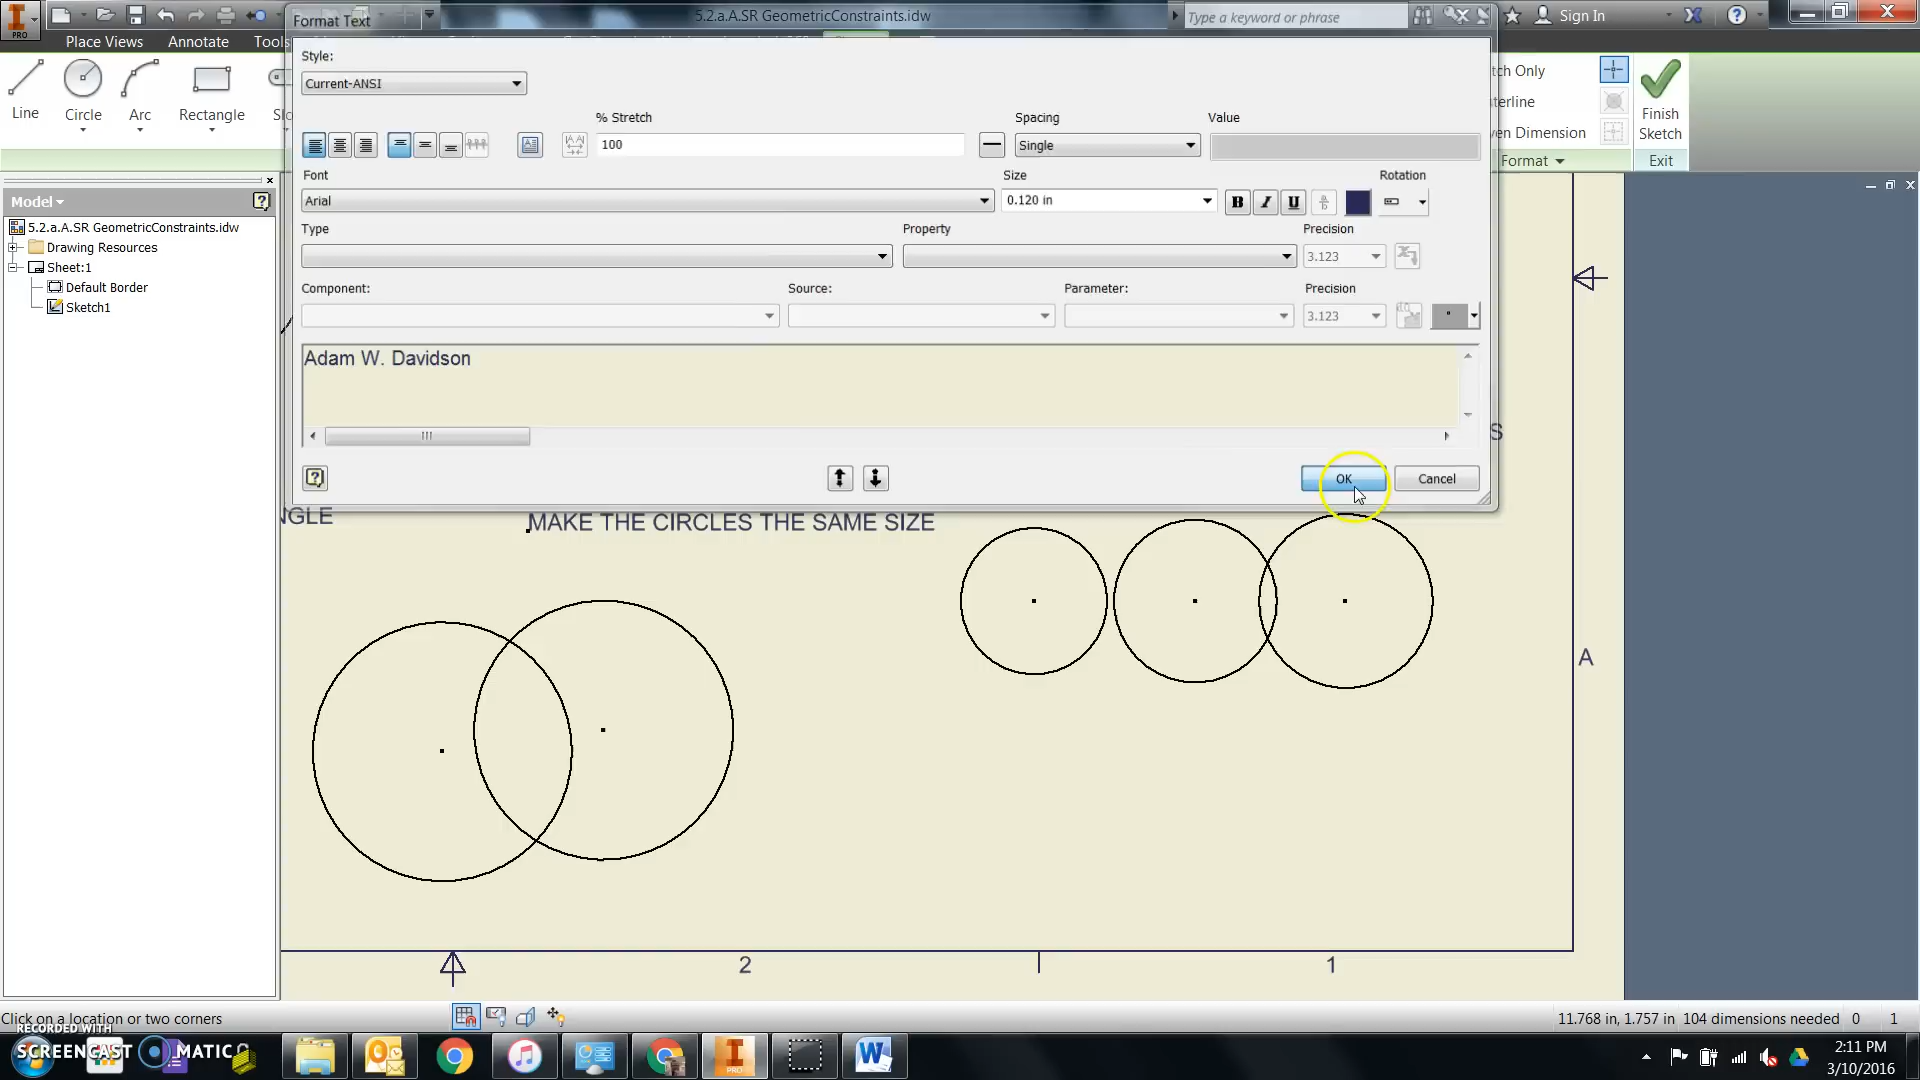 Format Text
5.2.a.A.SR GeometricConstraints.idw
Type a keyword or phrase
Sign In
PRO
Place Views
Annotate
Tools
Line
Circle
Arc
Rectangle
Style:
Current-ANSI
% Stretch
100
Spacing
Single
Value
Font
Arial
Size
0.120 in
B I U
Rotation
Type
Property
Precision
3.123
Component:
Source:
Parameter:
Precision
3.123
Adam W. Davidson
OK
Cancel
tch Only
terline
ven Dimension
Format
Finish
Sketch
Exit
Model
5.2.a.A.SR GeometricConstraints.idw
Drawing Resources
Sheet:1
Default Border
Sketch1
NGLE
MAKE THE CIRCLES THE SAME SIZE
S
A
2
1
Click on a location or two corners
11.768 in, 1.757 in 104 dimensions needed 0 1
RECORDED WITH
SCREENCAST MATIC
PRO
2:11 PM
3/10/2016